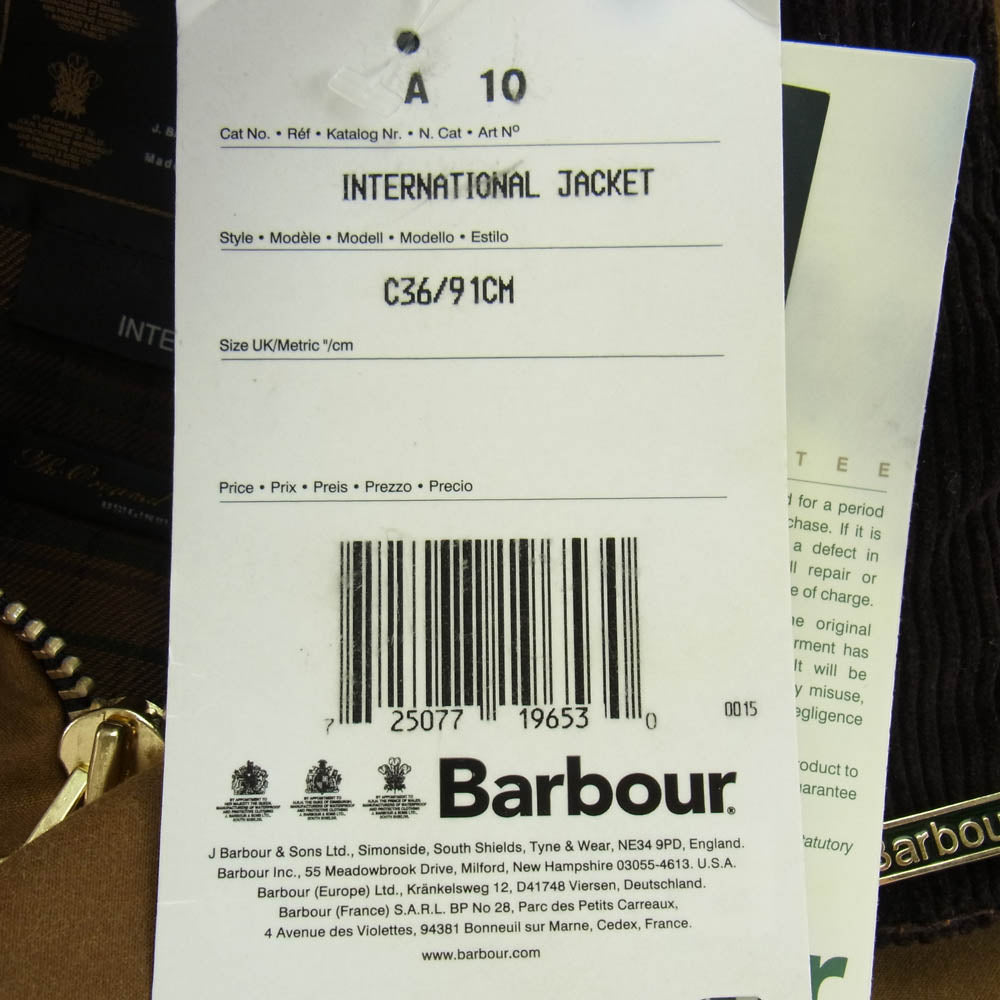 A 10
Cat No. • Réf • Katalog Nr. • N. Cat • Art Nº
INTERNATIONAL JACKET
Style • Modèle • Modell • Modello • Estilo
C36/91CM
Size UK/Metric "/cm
Price • Prix • Preis • Prezzo • Precio
7 25077 19653 0
0015
Barbour
J Barbour & Sons Ltd., Simonside, South Shields, Tyne & Wear, NE34 9PD, England.
Barbour Inc., 55 Meadowbrook Drive, Milford, New Hampshire 03055-4613. U.S.A.
Barbour (Europe) Ltd., Kränkelsweg 12, D41748 Viersen, Deutschland.
Barbour (France) S.A.R.L. BP No 28, Parc des Petits Carreaux,
4 Avenue des Violettes, 94381 Bonneuil sur Marne, Cedex, France.
www.barbour.com
INTE
TEE
for a period
chase. If it is
a defect in
ll repair or
e of charge.
he original
rment has
It will be
y misuse,
egligence
roduct to
arantee
tatutory
Barbou
r